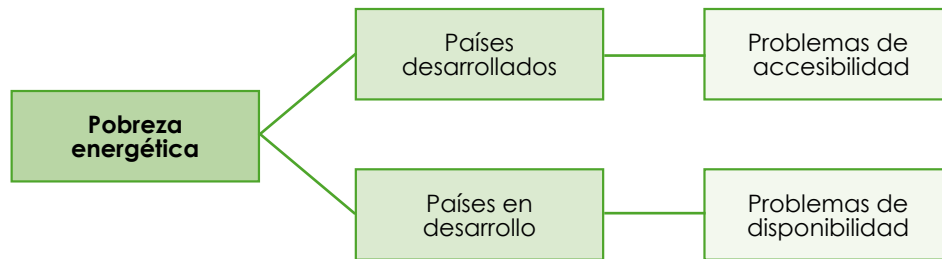 Pobreza
energética
Países
desarrollados
Problemas de
accesibilidad
Países en
desarrollo
Problemas de
disponibilidad